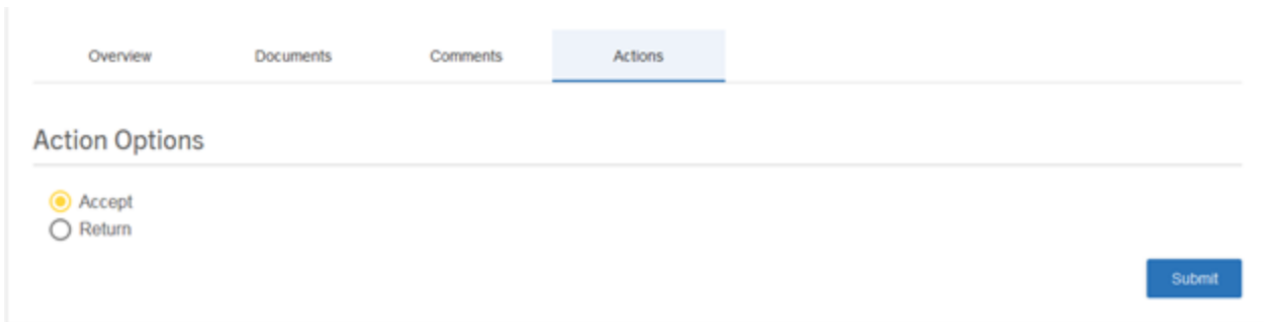 Overview Documents Comments Actions
Action Options
Accept
Return
Submit